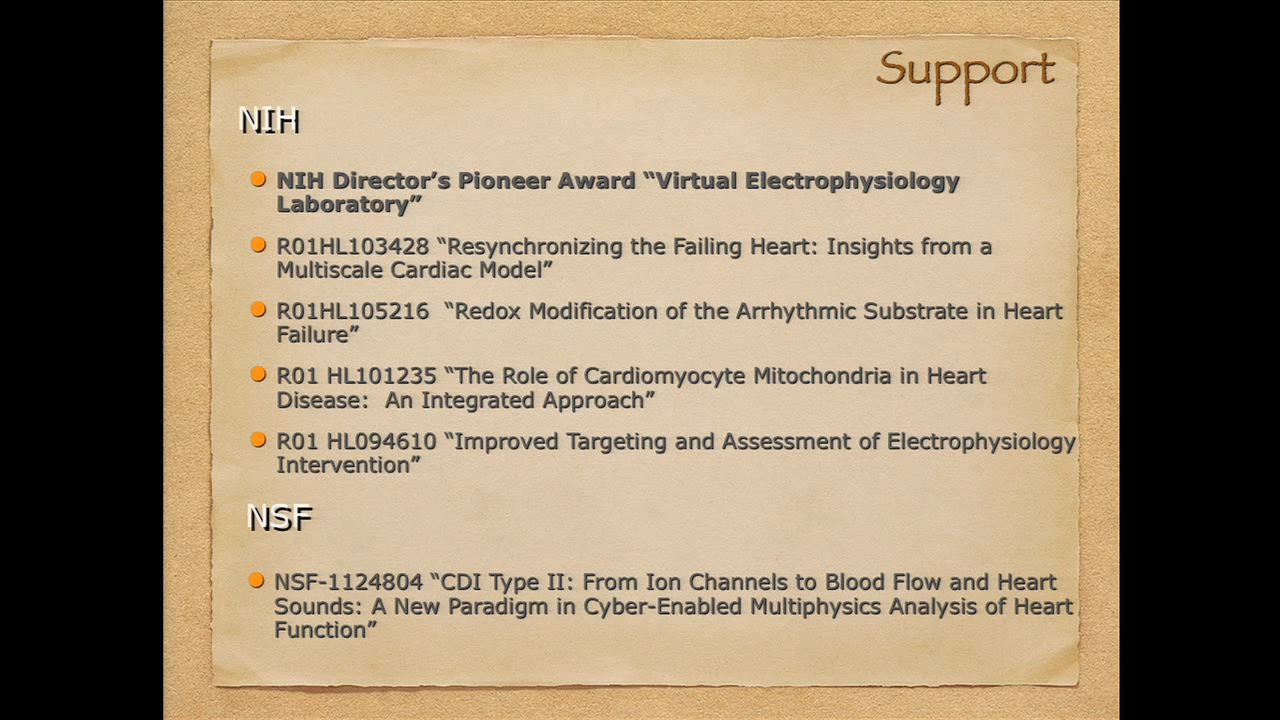 Support
NIH
NIH Director’s Pioneer Award “Virtual Electrophysiology
Laboratory”
R01HL103428 “Resynchronizing the Failing Heart: Insights from a
Multiscale Cardiac Model”
R01HL105216  “Redox Modification of the Arrhythmic Substrate in Heart
Failure”
R01 HL101235 “The Role of Cardiomyocyte Mitochondria in Heart
Disease:  An Integrated Approach”
R01 HL094610 “Improved Targeting and Assessment of Electrophysiology
Intervention”
NSF
NSF-1124804 “CDI Type II: From Ion Channels to Blood Flow and Heart
Sounds: A New Paradigm in Cyber-Enabled Multiphysics Analysis of Heart
Function”